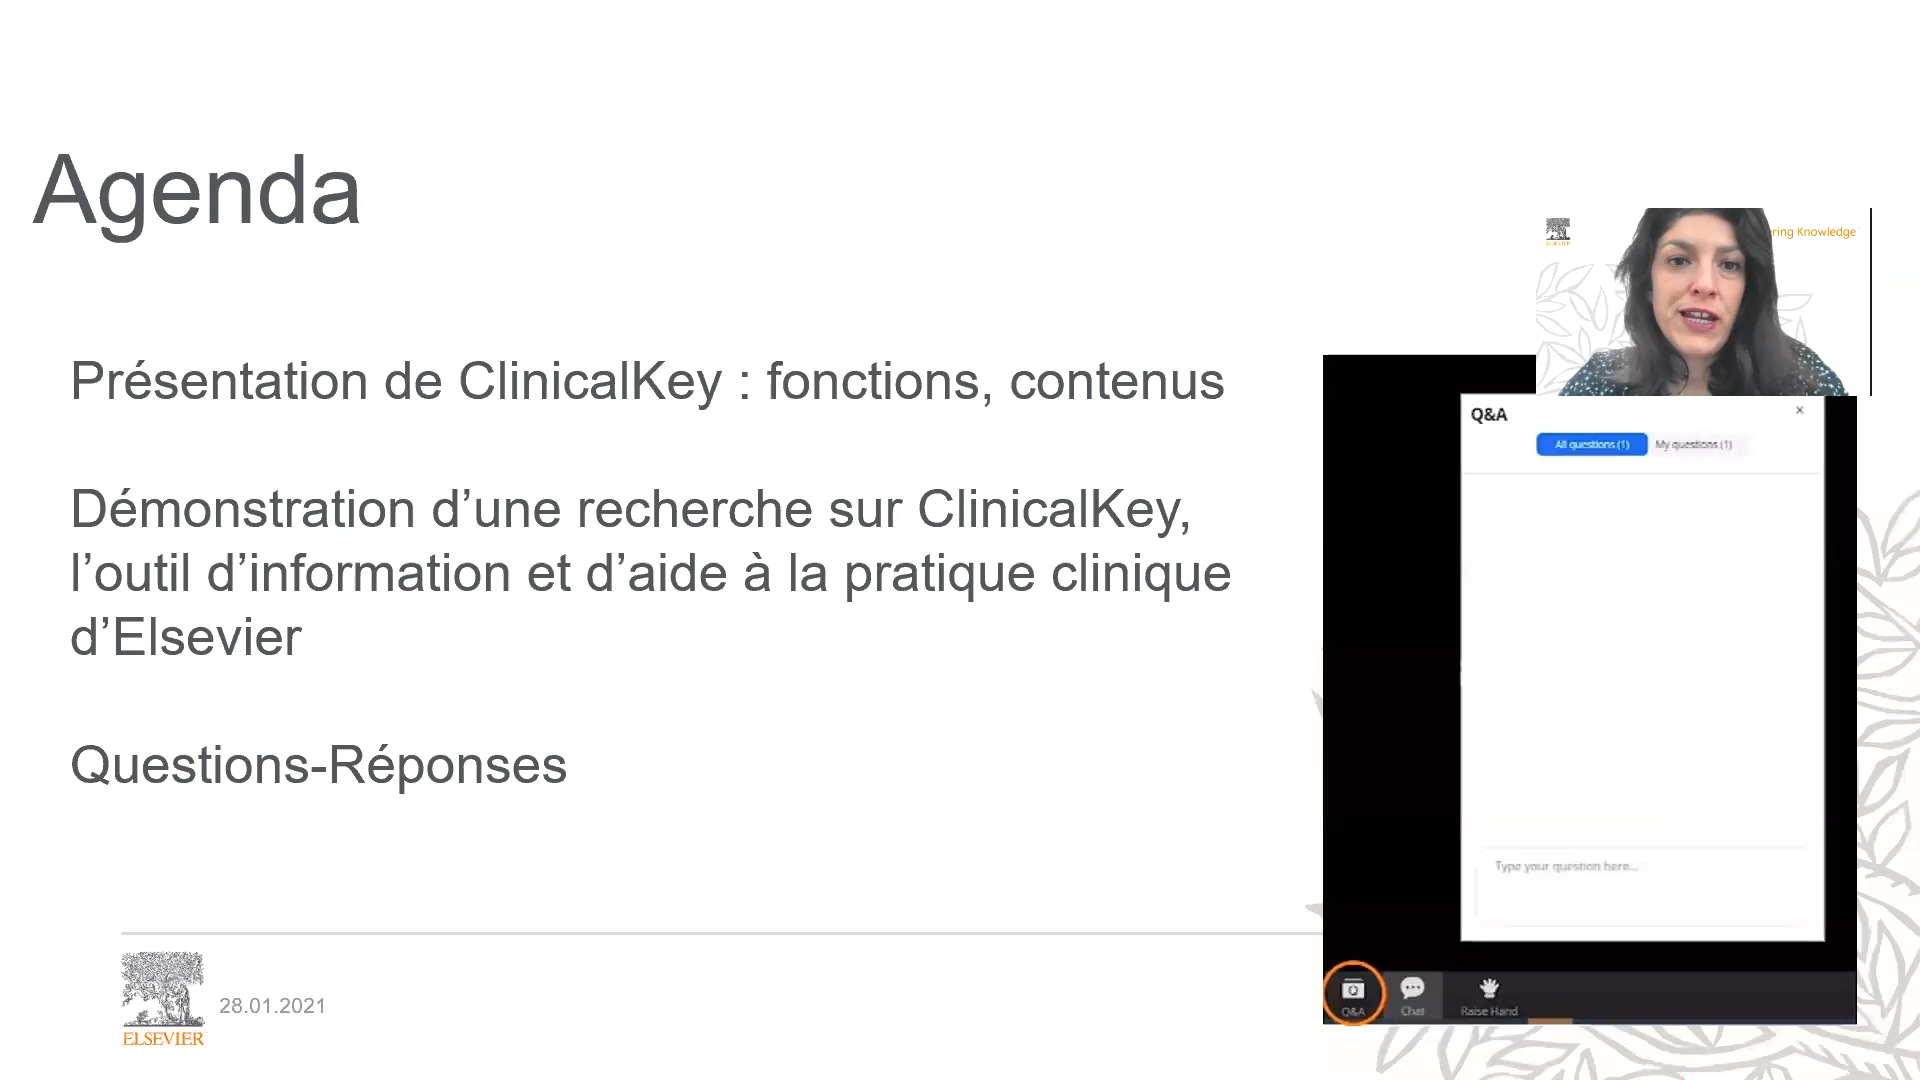 Agenda
ring Knowledge
Présentation de ClinicalKey : fonctions, contenus
Démonstration d’une recherche sur ClinicalKey,
l’outil d’information et d’aide à la pratique clinique
d’Elsevier
Questions-Réponses
Q&A
All questions (1)
My questions (1)
Type your question here...
Q&A
Chat
Raise Hand
ELSEVIER
28.01.2021